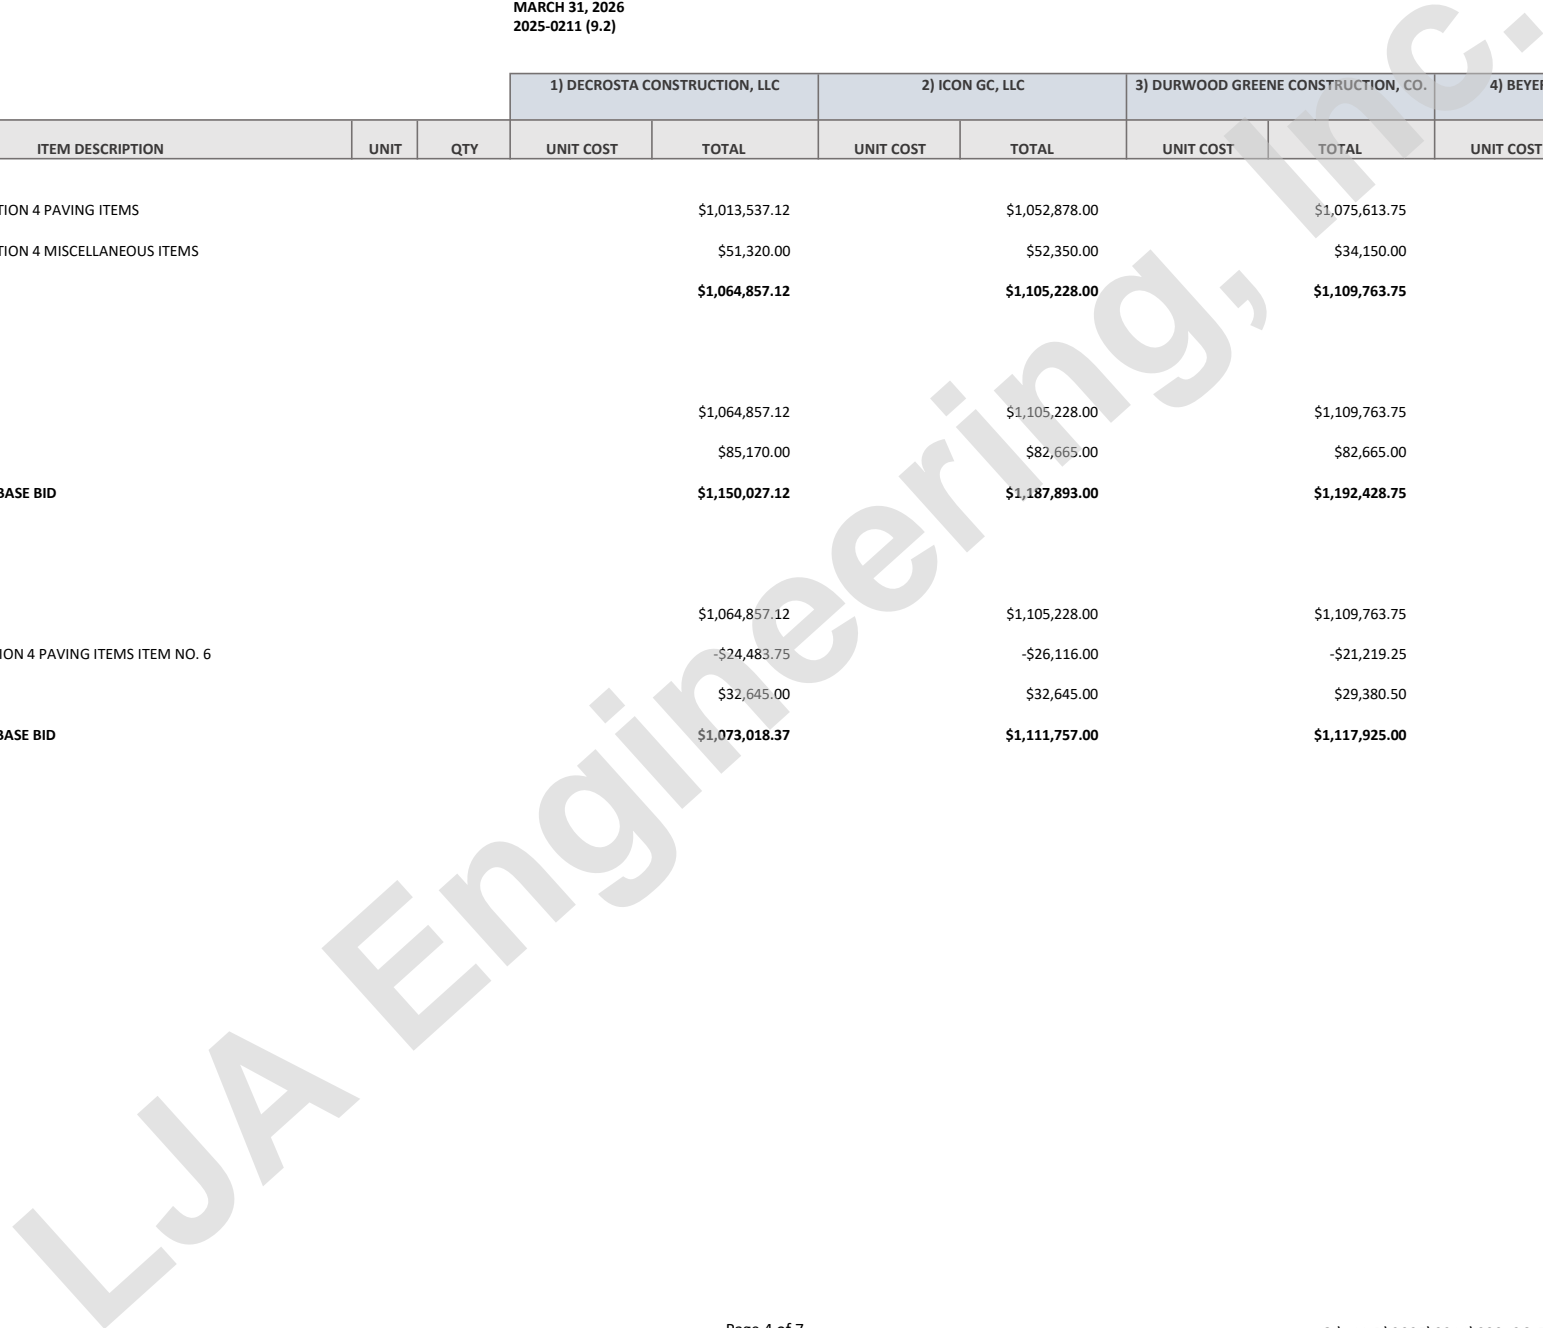 MARCH 31, 2026
2025-0211 (9.2)
1) DECROSTA CONSTRUCTION, LLC 2) ICON GC, LLC 3) DURWOOD GREENE CONSTRUCTION, CO. 4) BEYE
ITEM DESCRIPTION UNIT QTY UNIT COST TOTAL UNIT COST TOTAL UNIT COST TOTAL UNIT COST
TION 4 PAVING ITEMS $1,013,537.12 $1,052,878.00 $1,075,613.75
TION 4 MISCELLANEOUS ITEMS $51,320.00 $52,350.00 $34,150.00
$1,064,857.12 $1,105,228.00 $1,109,763.75
$1,064,857.12 $1,105,228.00 $1,109,763.75
$85,170.00 $82,665.00 $82,665.00
BASE BID $1,150,027.12 $1,187,893.00 $1,192,428.75
$1,064,857.12 $1,105,228.00 $1,109,763.75
ION 4 PAVING ITEMS ITEM NO. 6 -$24,483.75 -$26,116.00 -$21,219.25
$32,645.00 $32,645.00 $29,380.50
BASE BID $1,073,018.37 $1,111,757.00 $1,117,925.00
LJA Engineering, Inc.
Page 4 of 7